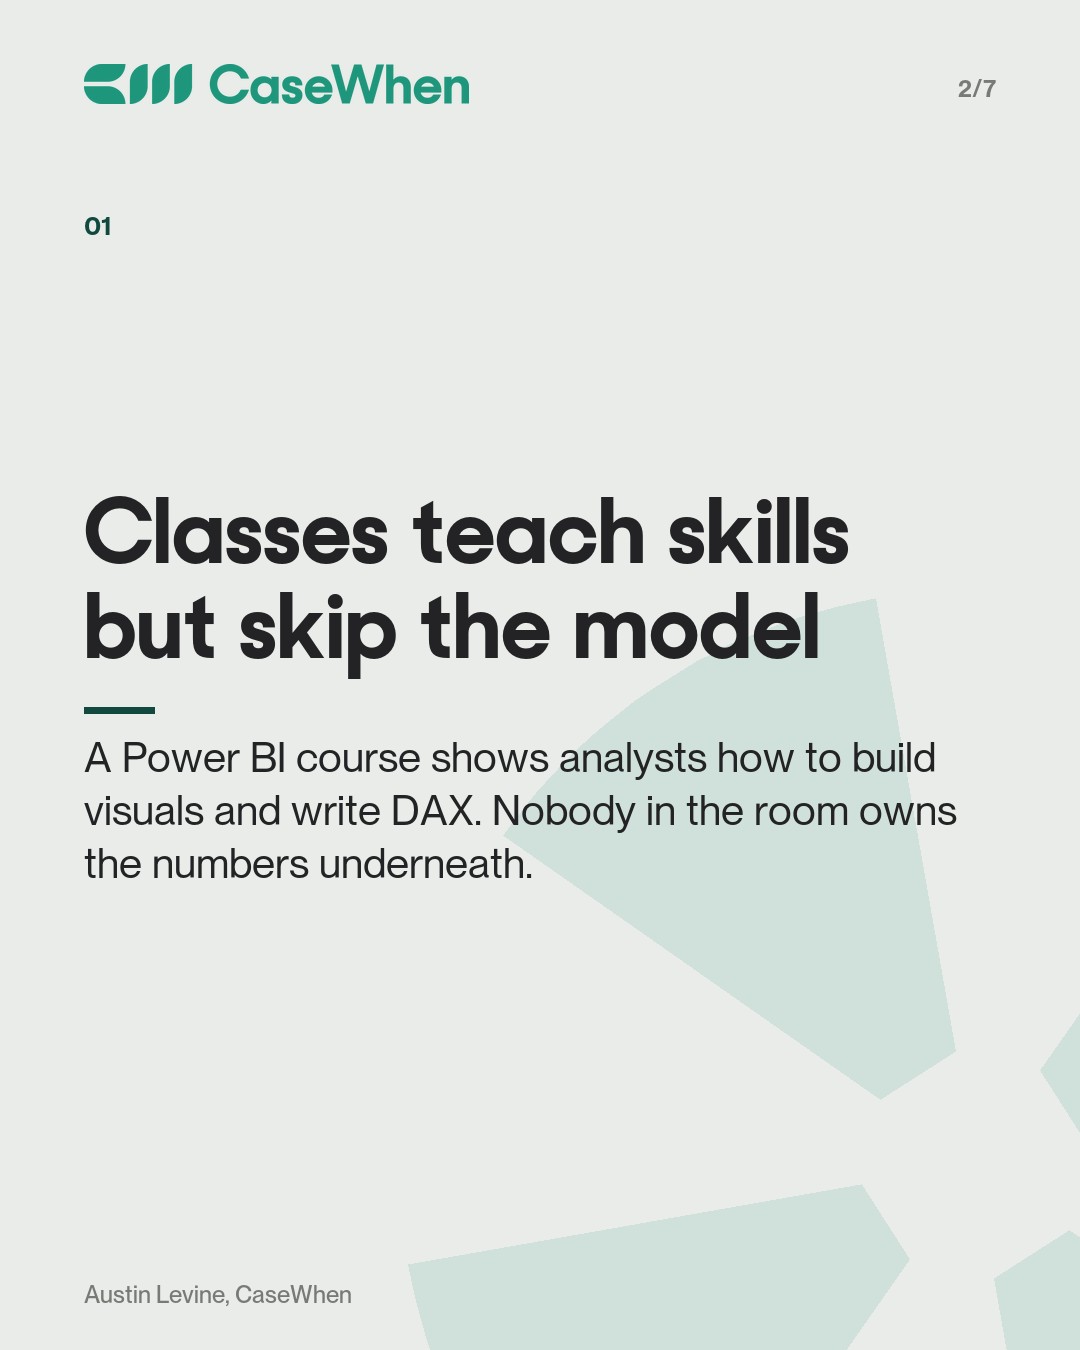 CaseWhen
2/7
01
Classes teach skills
but skip the model
A Power BI course shows analysts how to build
visuals and write DAX. Nobody in the room owns
the numbers underneath.
Austin Levine, CaseWhen